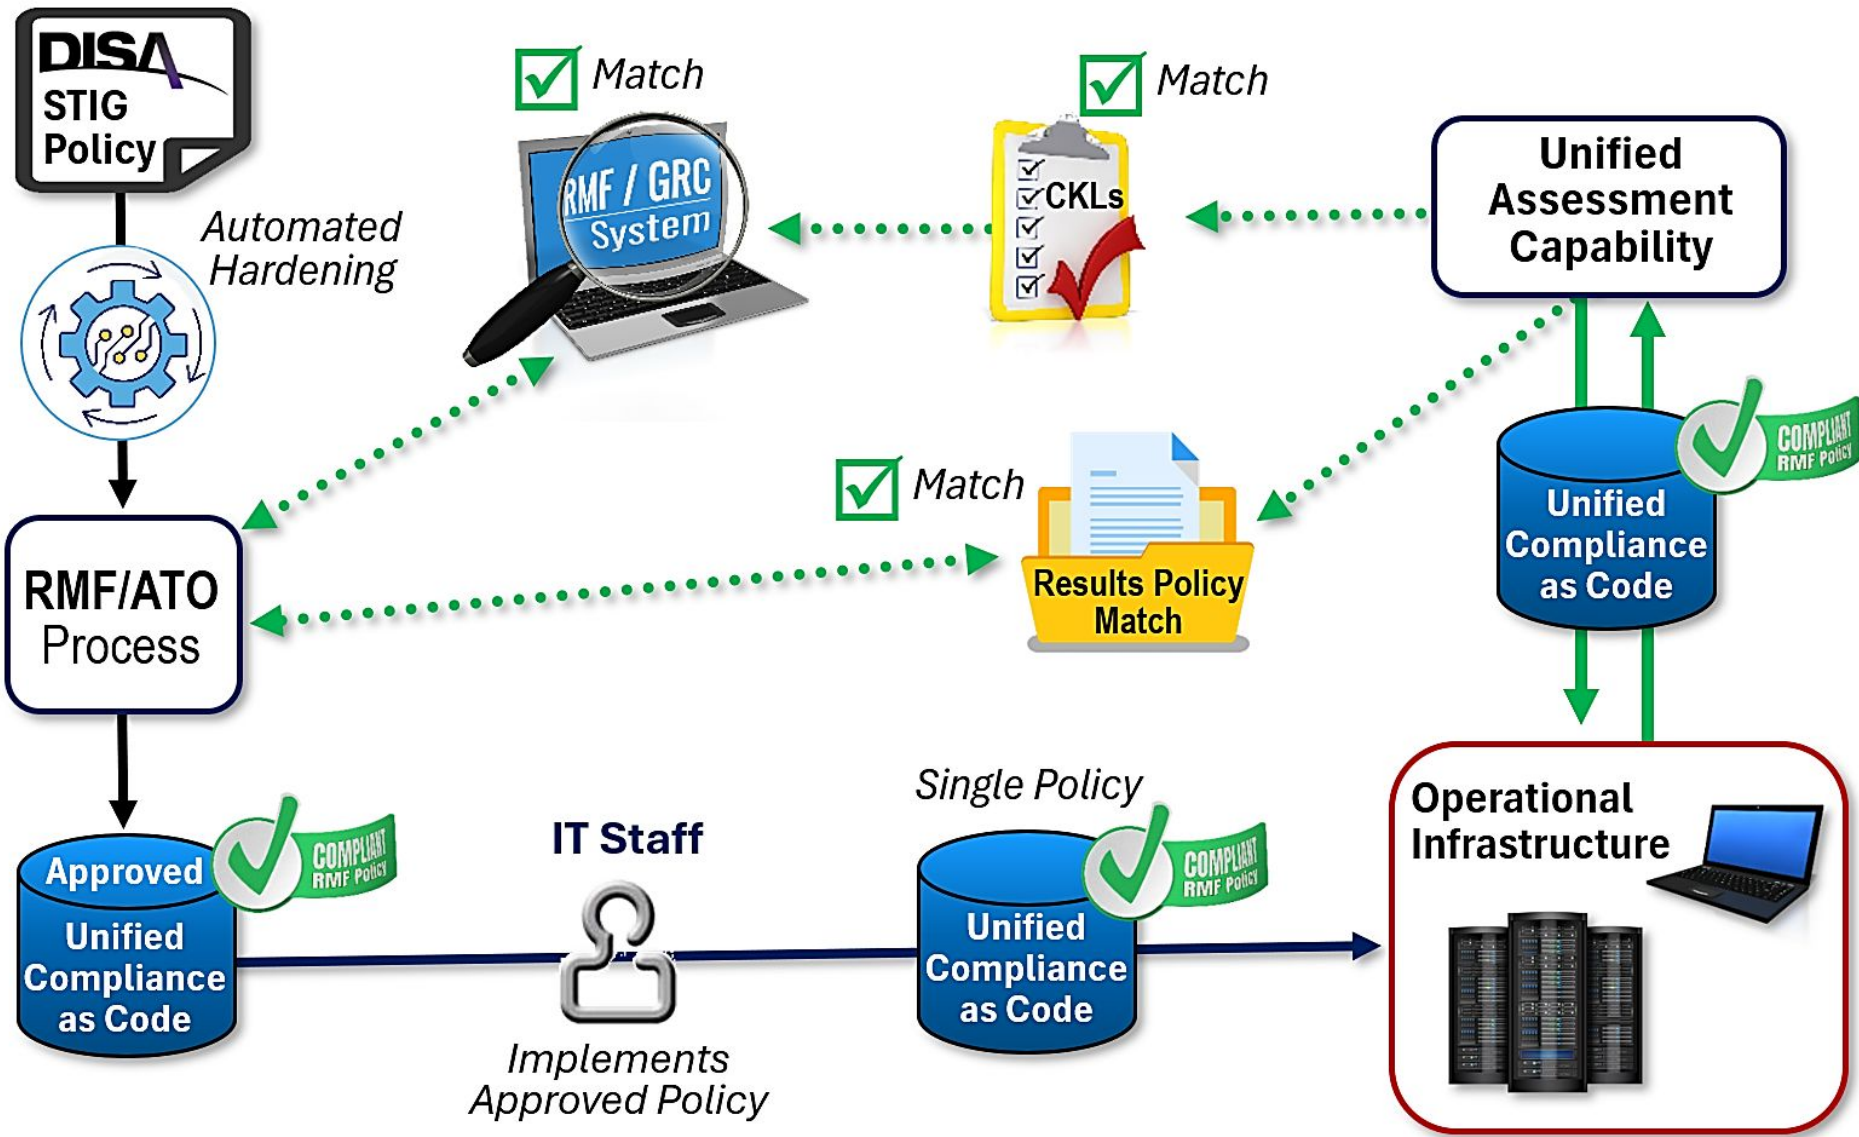 DISA
STIG
Policy
Automated
Hardening
Match
RMF / GRC
System
Match
CKLs
Unified
Assessment
Capability
COMPLIANT
RMF Policy
Unified
Compliance
as Code
Match
Results Policy
Match
RMF/ATO
Process
Approved
Unified
Compliance
as Code
COMPLIANT
RMF Policy
IT Staff
Implements
Approved Policy
Single Policy
COMPLIANT
RMF Policy
Unified
Compliance
as Code
Operational
Infrastructure